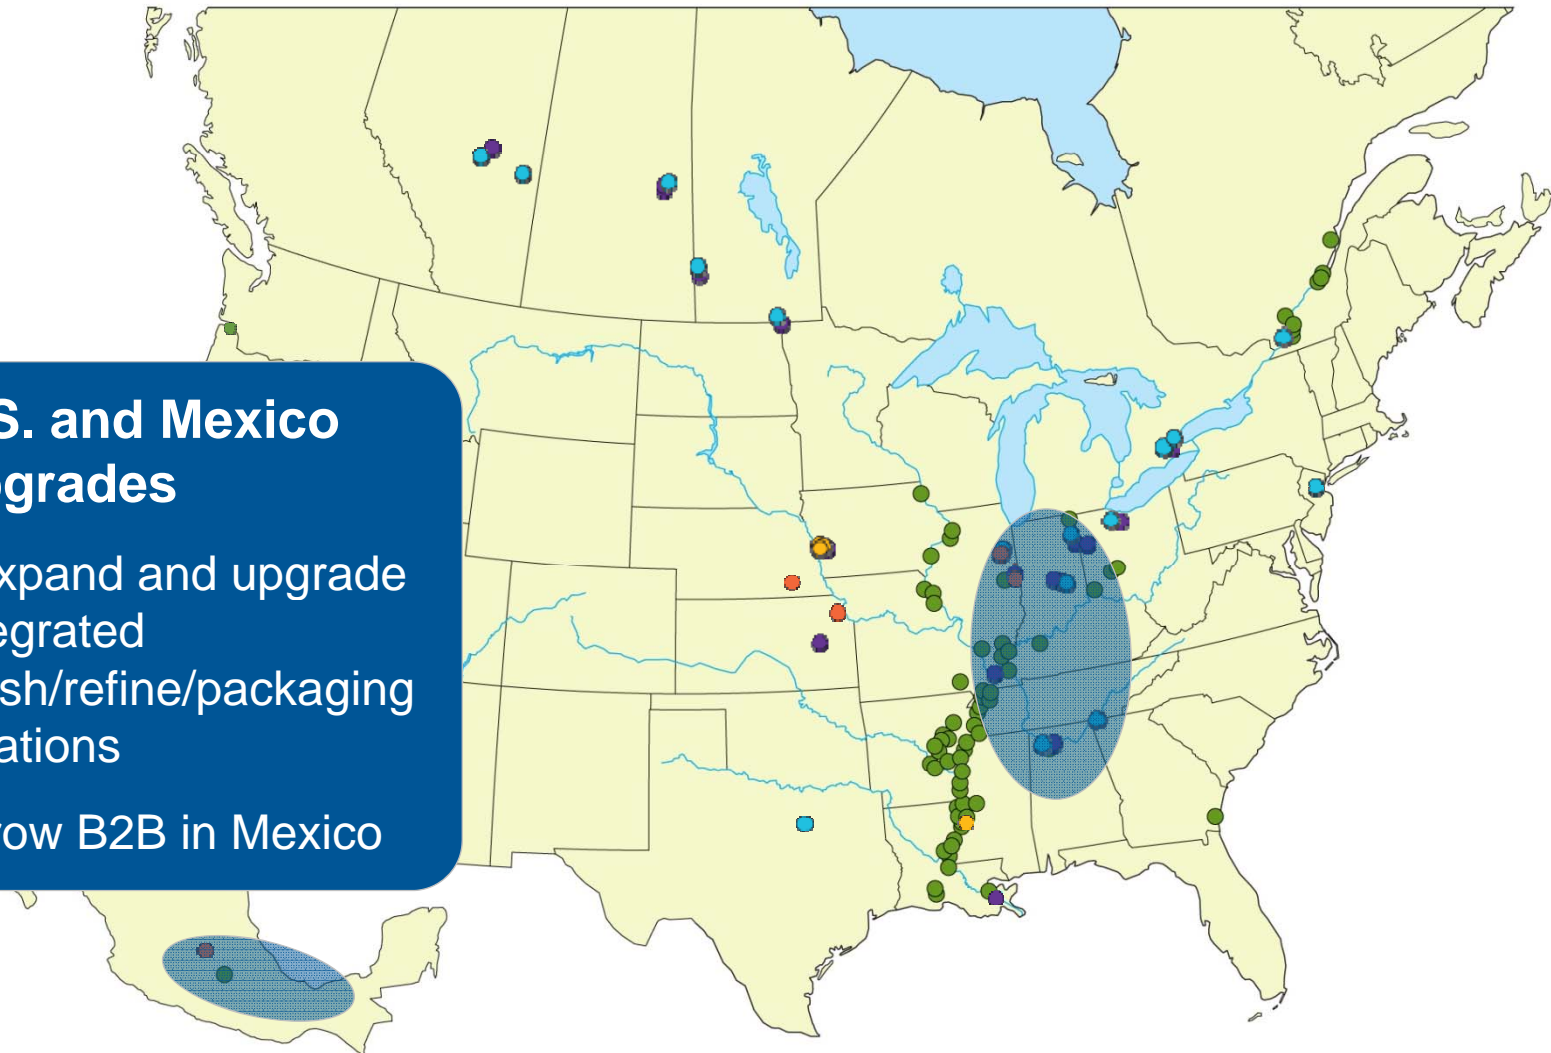 S. and Mexico
grades
xpand and upgrade
egrated
sh/refine/packaging
ations
row B2B in Mexico